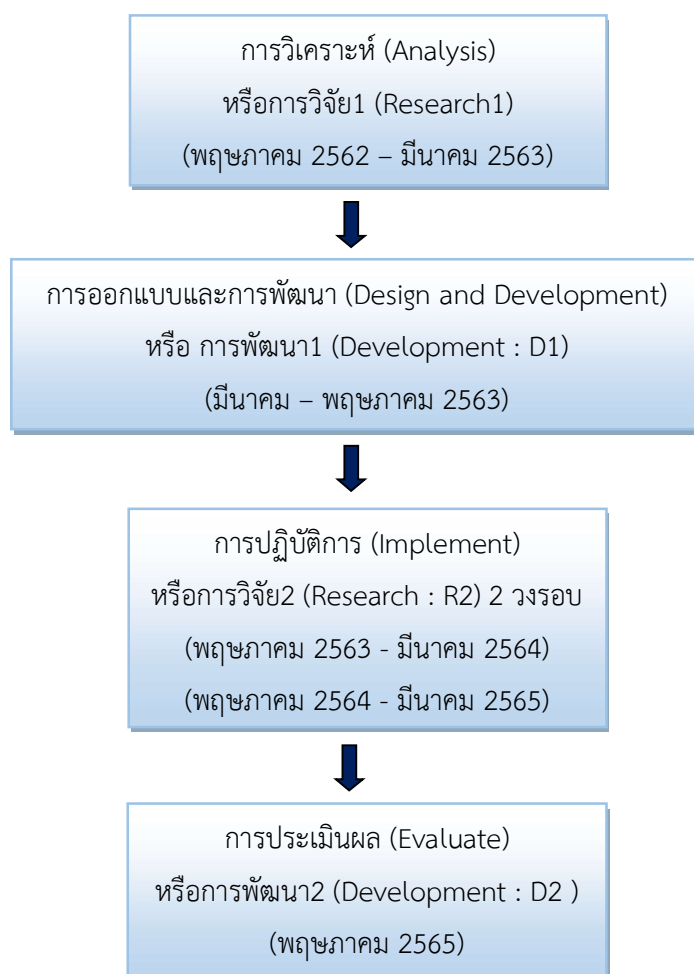 การวิเคราะห์ (Analysis)
หรือการวิจัย1 (Research1)
(พฤษภาคม 2562 – มีนาคม 2563)
การออกแบบและการพัฒนา (Design and Development)
หรือ การพัฒนา1 (Development : D1)
(มีนาคม – พฤษภาคม 2563)
การปฏิบัติการ (Implement)
หรือการวิจัย2 (Research : R2) 2 วงรอบ
(พฤษภาคม 2563 - มีนาคม 2564)
(พฤษภาคม 2564 - มีนาคม 2565)
การประเมินผล (Evaluate)
หรือการพัฒนา2 (Development : D2 )
(พฤษภาคม 2565)